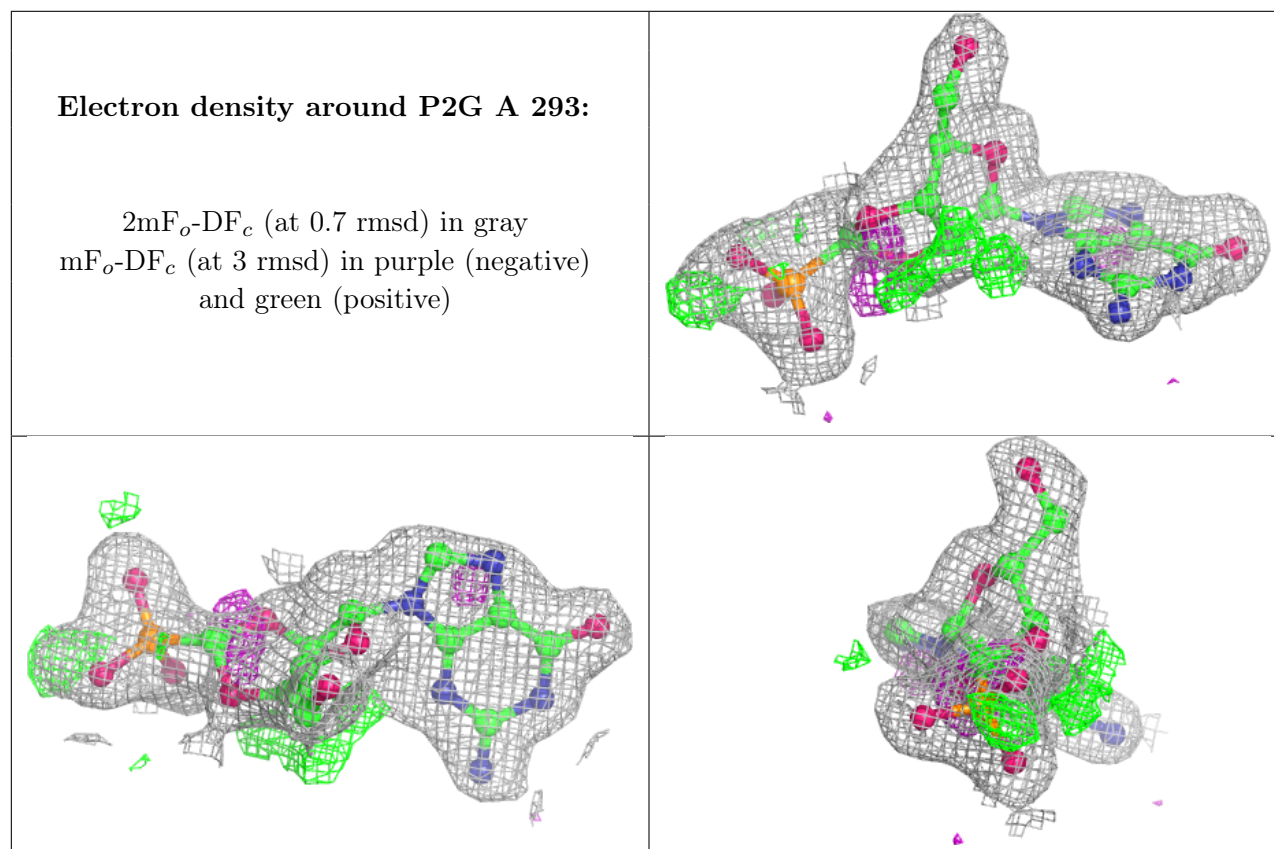 Electron density around P2G A 293:
2mFo-DFc (at 0.7 rmsd) in gray
mFo-DFc (at 3 rmsd) in purple (negative)
and green (positive)